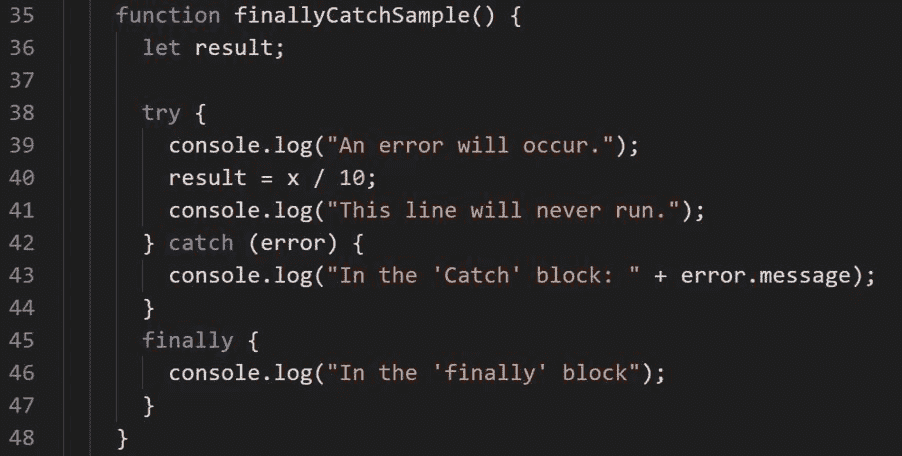 35 function finallyCatchSample() {
36 let result;
37
38 try {
39 console.log("An error will occur.");
40 result = x / 10;
41 console.log("This line will never run.");
42 } catch (error) {
43 console.log("In the 'Catch' block: " + error.message);
44 }
45 finally {
46 console.log("In the 'finally' block");
47 }
48 }